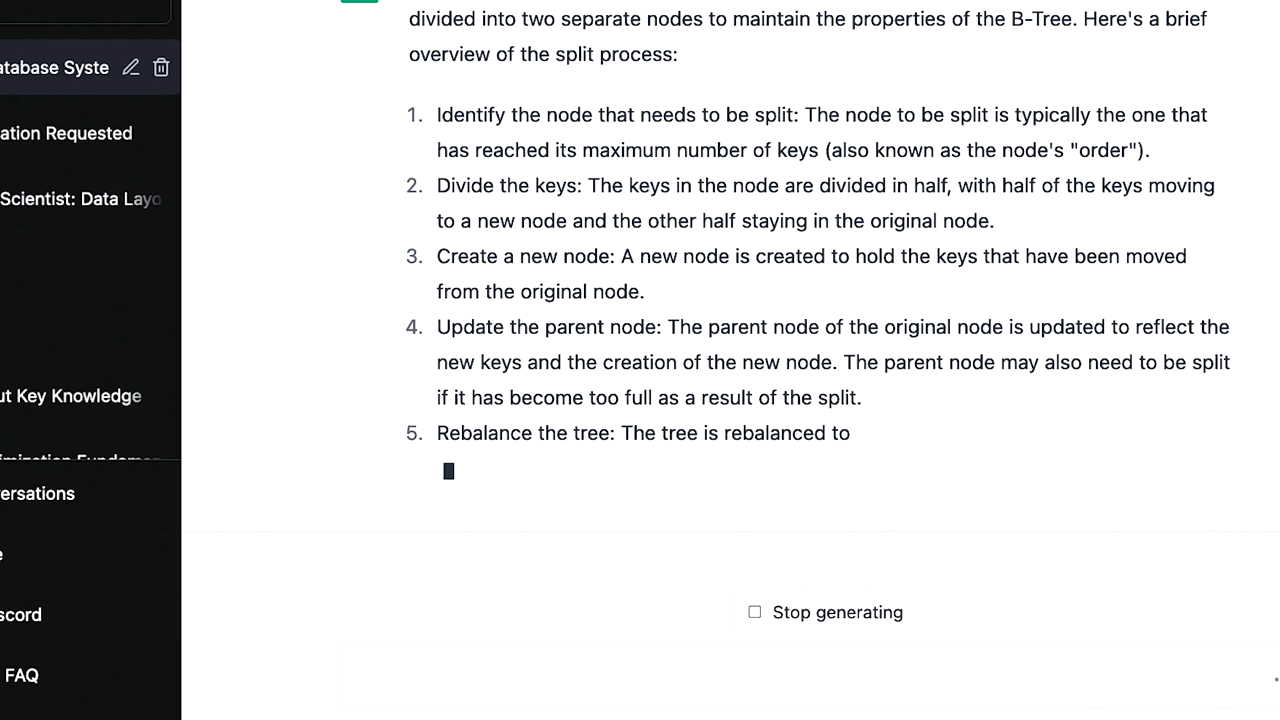 atabase Syste
ation Requested
Scientist: Data Layo
ut Key Knowledge
ersations
e
scord
FAQ
divided into two separate nodes to maintain the properties of the B-Tree. Here's a brief
overview of the split process:
1. Identify the node that needs to be split: The node to be split is typically the one that
has reached its maximum number of keys (also known as the node's "order").
2. Divide the keys: The keys in the node are divided in half, with half of the keys moving
to a new node and the other half staying in the original node.
3. Create a new node: A new node is created to hold the keys that have been moved
from the original node.
4. Update the parent node: The parent node of the original node is updated to reflect the
new keys and the creation of the new node. The parent node may also need to be split
if it has become too full as a result of the split.
5. Rebalance the tree: The tree is rebalanced to
Stop generating